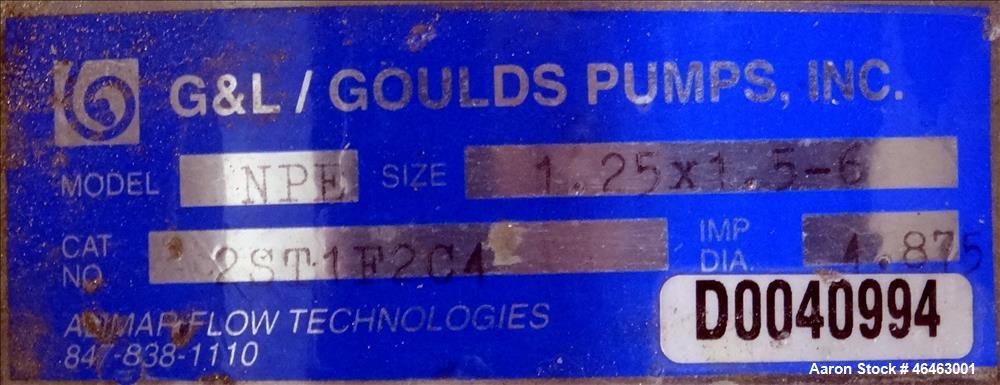 G&L / GOULDS PUMPS, INC.
MODEL NPE SIZE 1.25x1.5-6
CAT NO. 2ST1F2C4 IMP DIA. 4.875
FLOW TECHNOLOGIES
847-838-1110
D0040994
Aaron Stock # 46463001